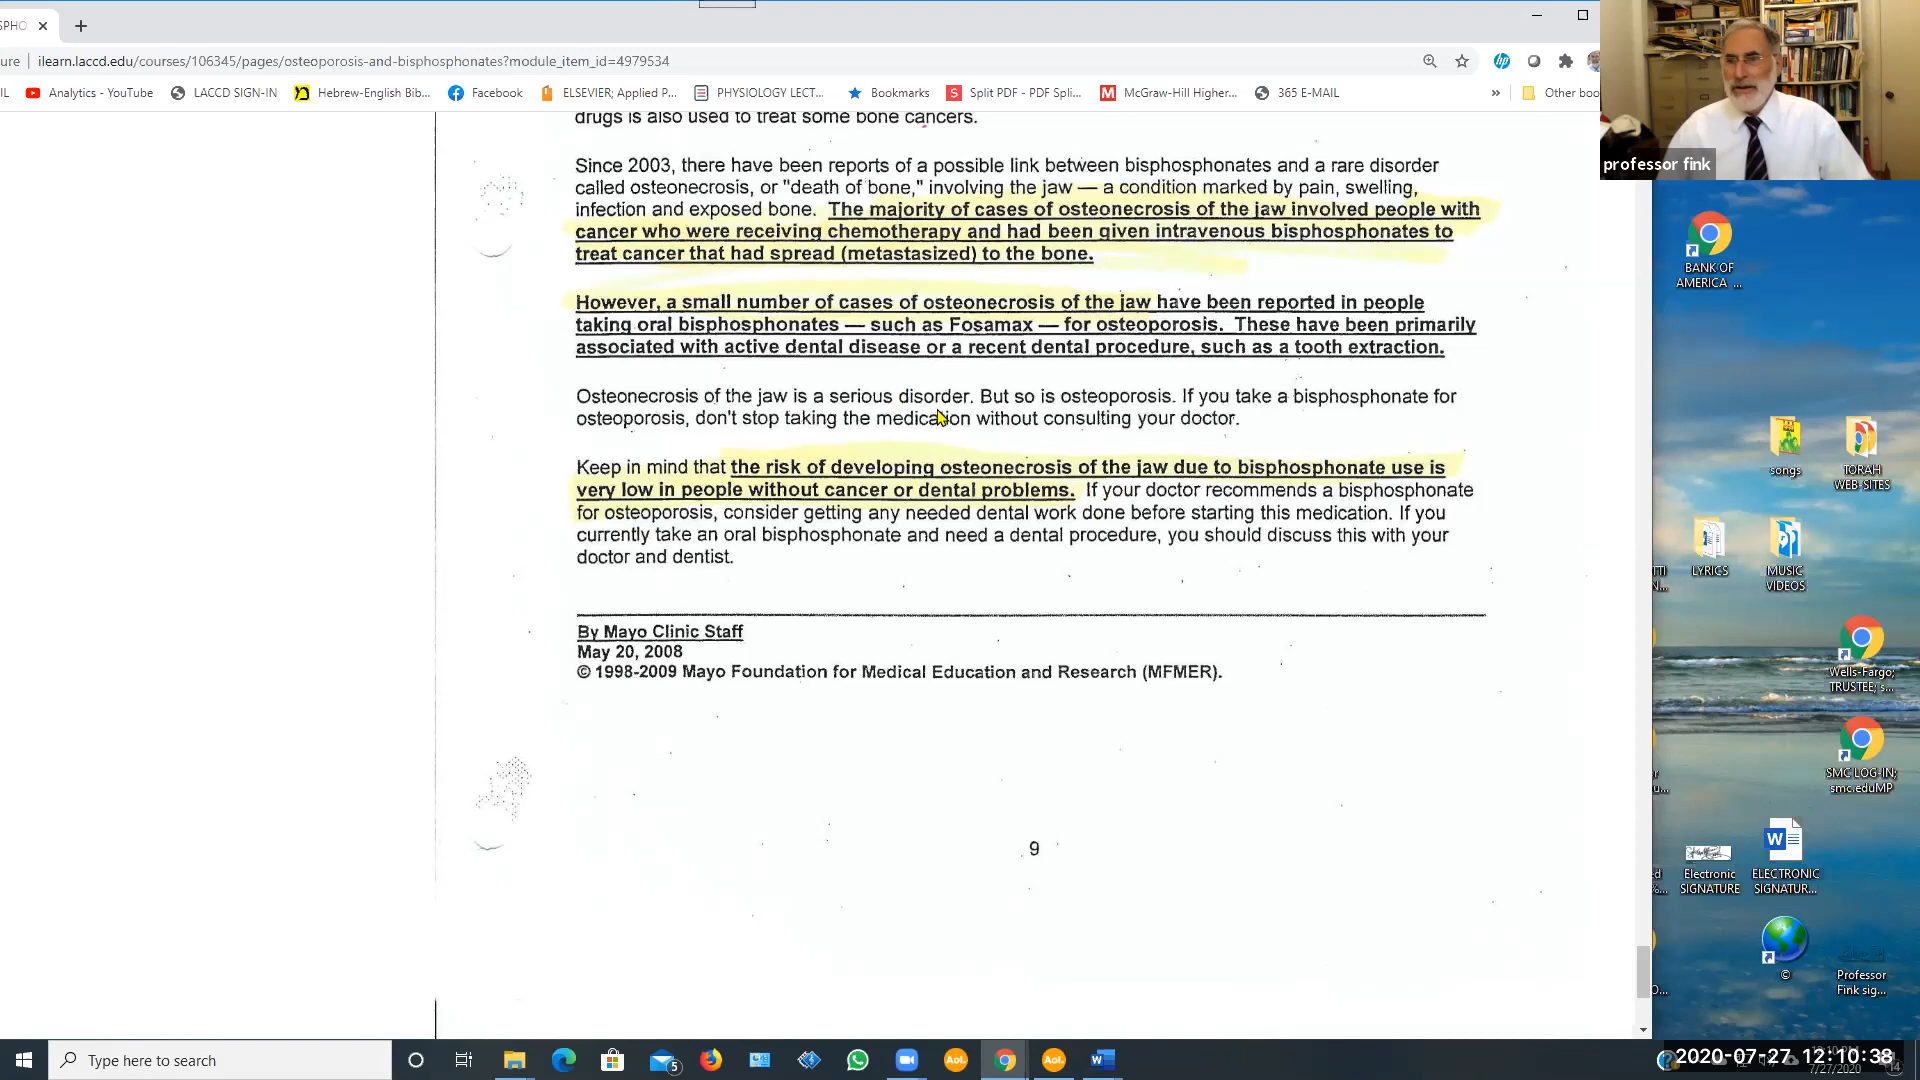 SPHO
ure
ilearn.laccd.edu/courses/106345/pages/osteoporosis-and-bisphosphonates?module_item_id=4979534
IL
Analytics - YouTube
LACCD SIGN-IN
Hebrew-English Bib...
Facebook
ELSEVIER; Applied P...
PHYSIOLOGY LECT...
Bookmarks
Split PDF - PDF Spli...
McGraw-Hill Higher...
365 E-MAIL
»
Other boo
professor fink
drugs is also used to treat some bone cancers.
Since 2003, there have been reports of a possible link between bisphosphonates and a rare disorder
called osteonecrosis, or "death of bone," involving the jaw — a condition marked by pain, swelling,
infection and exposed bone. The majority of cases of osteonecrosis of the jaw involved people with
cancer who were receiving chemotherapy and had been given intravenous bisphosphonates to
treat cancer that had spread (metastasized) to the bone.
However, a small number of cases of osteonecrosis of the jaw have been reported in people
taking oral bisphosphonates — such as Fosamax — for osteoporosis. These have been primarily
associated with active dental disease or a recent dental procedure, such as a tooth extraction.
Osteonecrosis of the jaw is a serious disorder. But so is osteoporosis. If you take a bisphosphonate for
osteoporosis, don't stop taking the medication without consulting your doctor.
Keep in mind that the risk of developing osteonecrosis of the jaw due to bisphosphonate use is
very low in people without cancer or dental problems. If your doctor recommends a bisphosphonate
for osteoporosis, consider getting any needed dental work done before starting this medication. If you
currently take an oral bisphosphonate and need a dental procedure, you should discuss this with your
doctor and dentist.
By Mayo Clinic Staff
May 20, 2008
© 1998-2009 Mayo Foundation for Medical Education and Research (MFMER).
9
BANK OF
AMERICA ...
songs
TORAH
WEB-SITES
LYRICS
MUSIC
VIDEOS
Wells-Fargo;
TRUSTEE; s...
SMC LOG-IN;
smc.eduMP
Electronic
SIGNATURE
ELECTRONIC
SIGNATUR...
©
Professor
Fink sig...
Type here to search
5
Aol.
Aol.
2020-07-27 12:10:38
7/27/2020
14